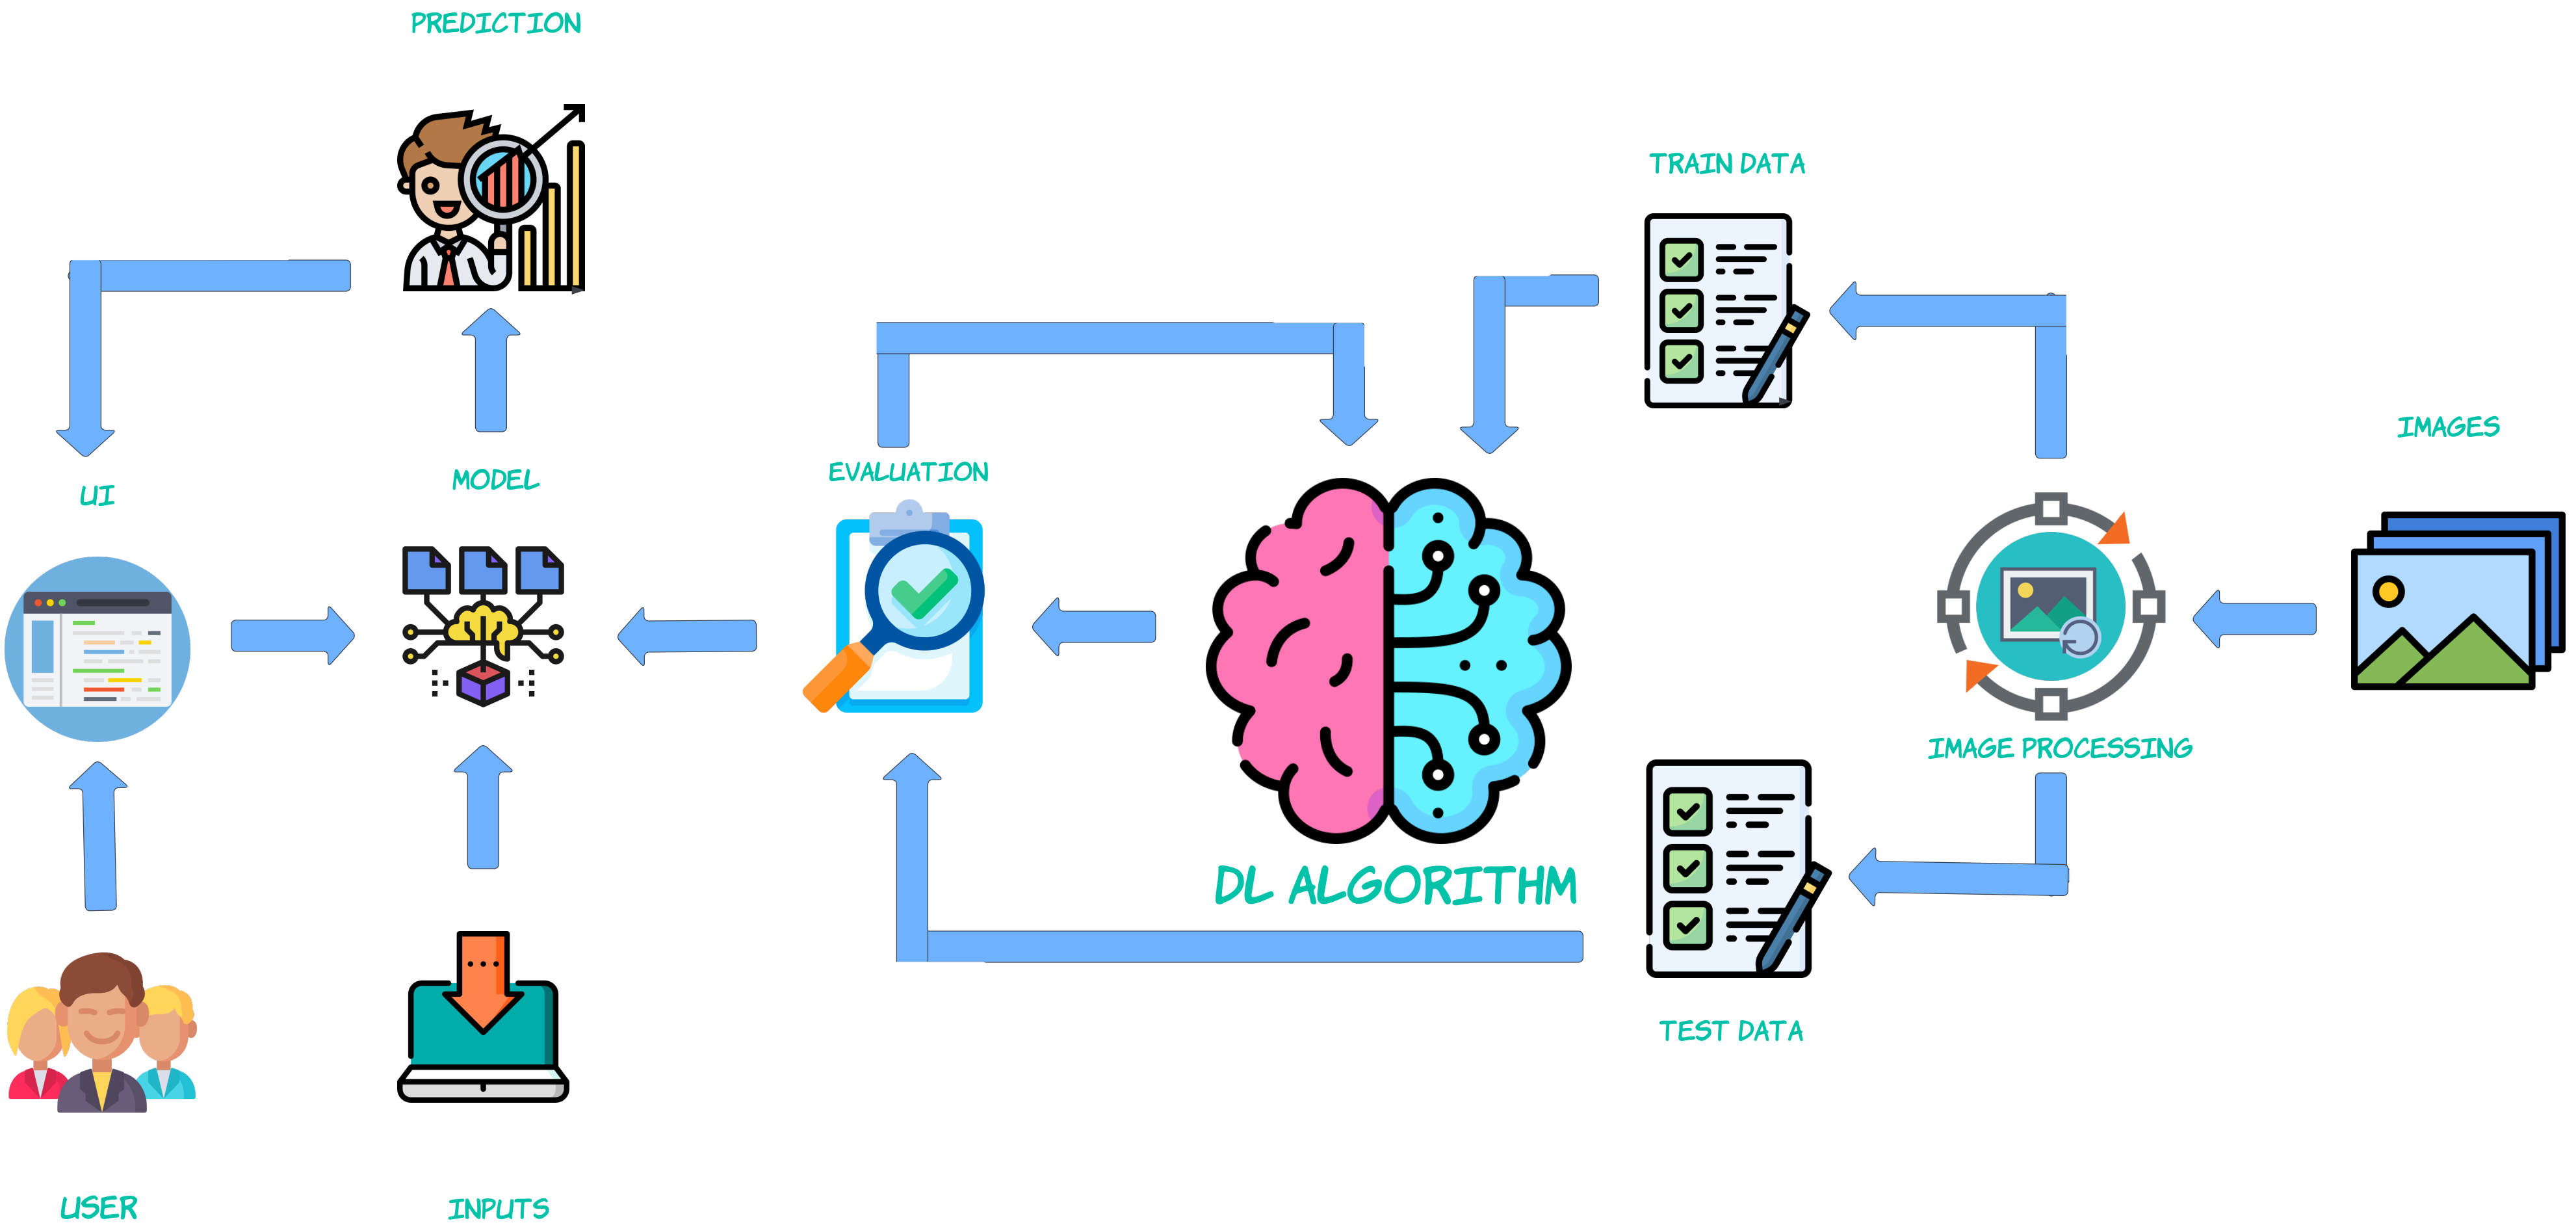 PREDICTION
TRAIN DATA
IMAGES
EVALUATION
MODEL
UI
IMAGE PROCESSING
DL ALGORITHM
TEST DATA
USER
INPUTS